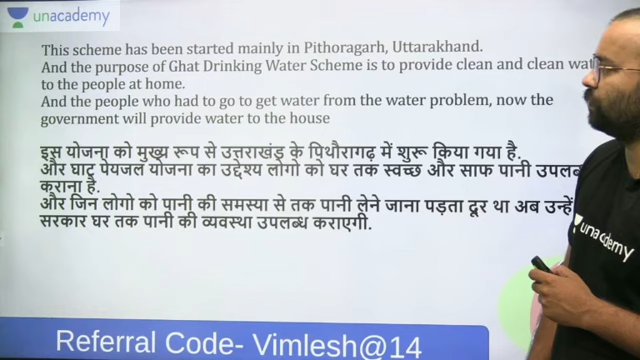 unacademy
This scheme has been started mainly in Pithoragarh, Uttarakhand.
And the purpose of Ghat Drinking Water Scheme is to provide clean and clean
to the people at home.
And the people who had to go to get water from the water problem, now the
government will provide water to the house
इस योजना को मुख्य रूप से उत्तराखंड के पिथौरागढ़ में शुरू किया गया है.
और घाट पेयजल योजना का उद्देश्य लोगो को घर तक स्वच्छ और साफ पानी
कराना है.
और जिन लोगो को पानी की समस्या से तक पानी लेने जाना पड़ता दूर था अब उन्हें
सरकार घर तक पानी की व्यवस्था उपलब्ध कराएगी.
unacademy
Referral Code- Vimlesh@14